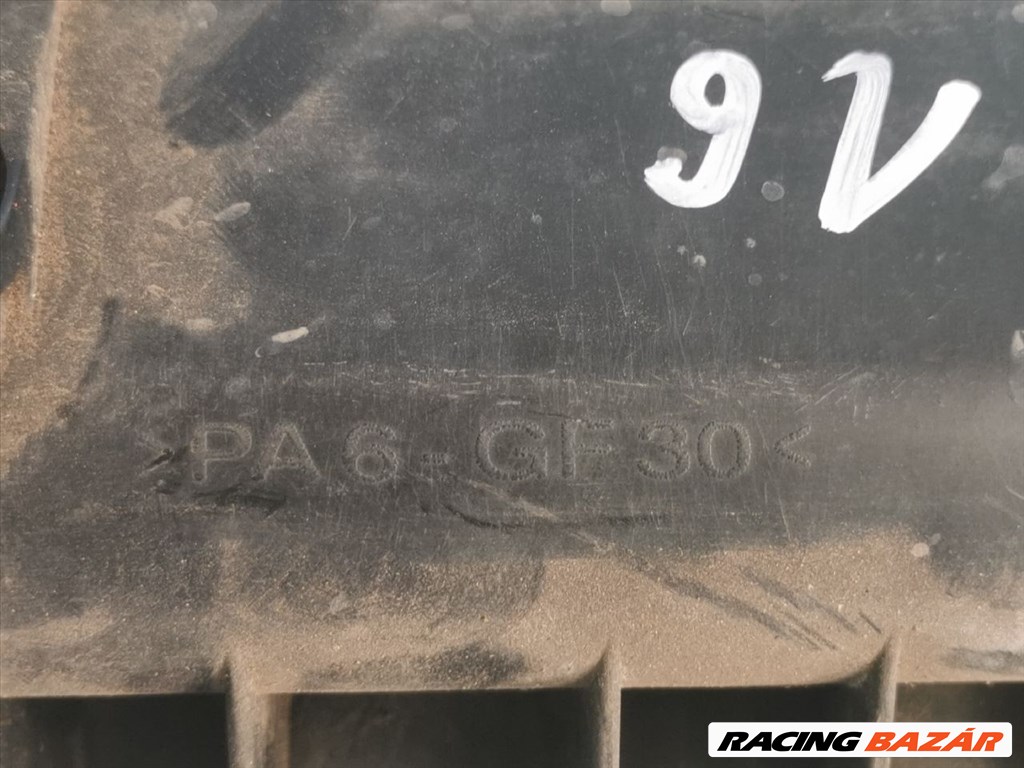 9V
>PA6-GF30<
RACING BAZÁR